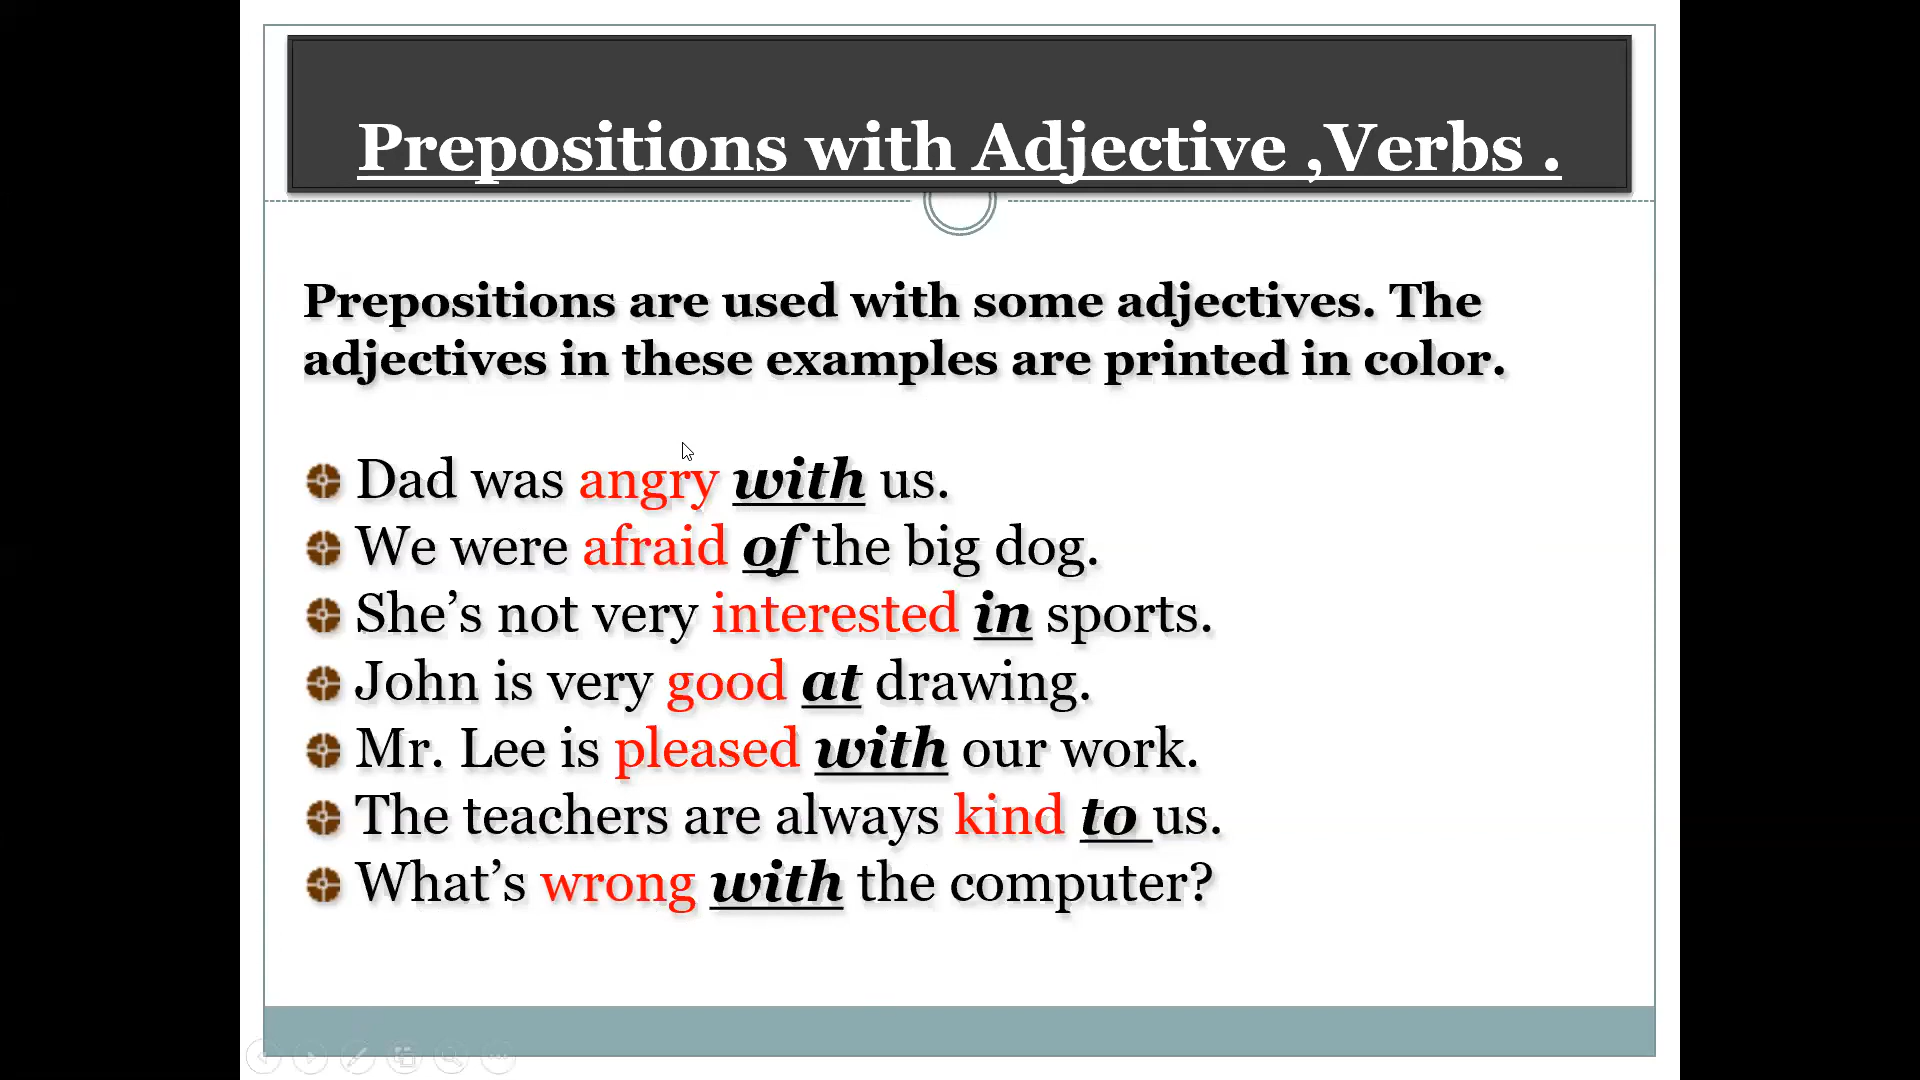 Prepositions with Adjective ,Verbs .
Prepositions are used with some adjectives. The
adjectives in these examples are printed in color.
Dad was angry with us.
We were afraid of the big dog.
She’s not very interested in sports.
John is very good at drawing.
Mr. Lee is pleased with our work.
The teachers are always kind to us.
What’s wrong with the computer?